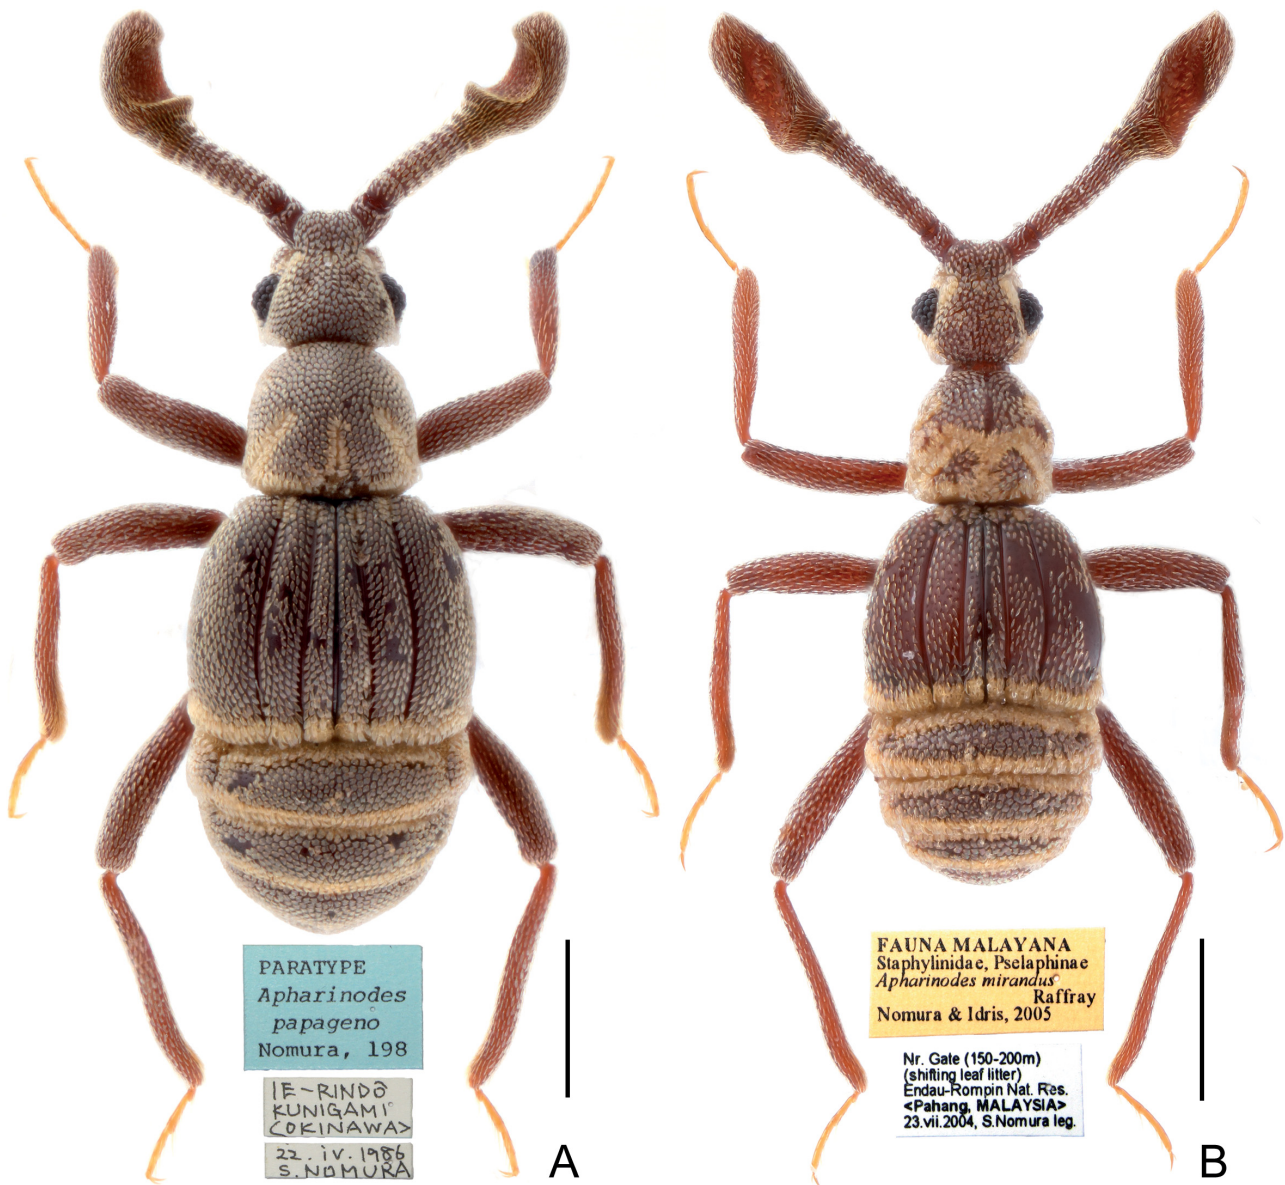 PARATYPE
Apharinodes
papageno
Nomura, 198
IE-RINDŌ
KUNIGAMI
<OKINAWA>
22. iv. 1986
S. NOMURA
A
FAUNA MALAYANA
Staphylinidae, Pselaphinae
Apharinodes mirandus
Raffray
Nomura & Idris, 2005
Nr. Gate (150-200m)
(shifting leaf litter)
Endau-Rompin Nat. Res.
<Pahang, MALAYSIA>
23.vii.2004, S.Nomura leg.
B